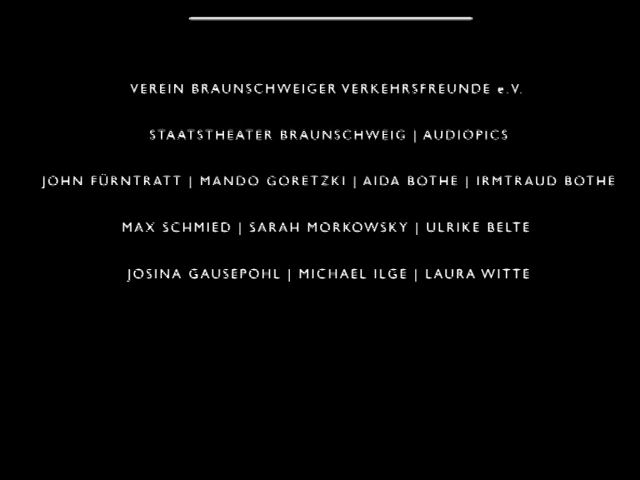 VEREIN BRAUNSCHWEIGER VERKEHRSFREUNDE e.V.
STAATSTHEATER BRAUNSCHWEIG | AUDIOPICS
JOHN FÜRNTRATT | MANDO GORETZKI | AIDA BOTHE | IRMTRAUD BOTHE
MAX SCHMIED | SARAH MORKOWSKY | ULRIKE BELTE
JOSINA GAUSEPOHL | MICHAEL ILGE | LAURA WITTE